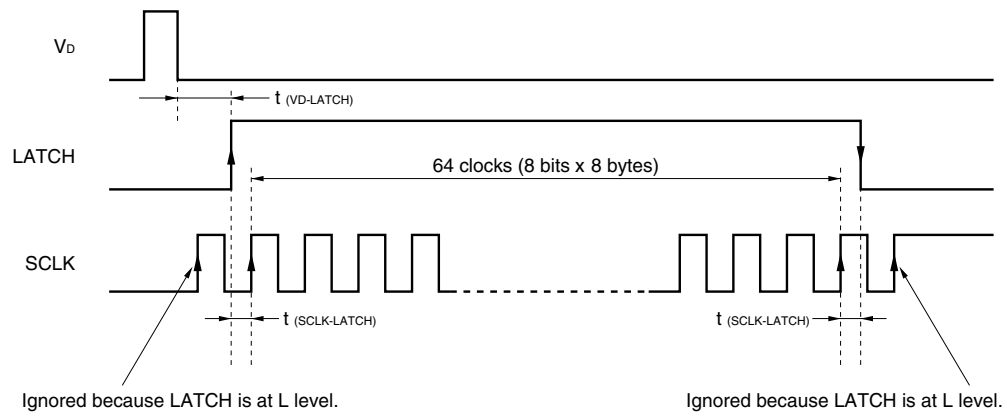 VD
t (VD-LATCH)
LATCH
64 clocks (8 bits x 8 bytes)
SCLK
t (SCLK-LATCH)
t (SCLK-LATCH)
Ignored because LATCH is at L level.
Ignored because LATCH is at L level.